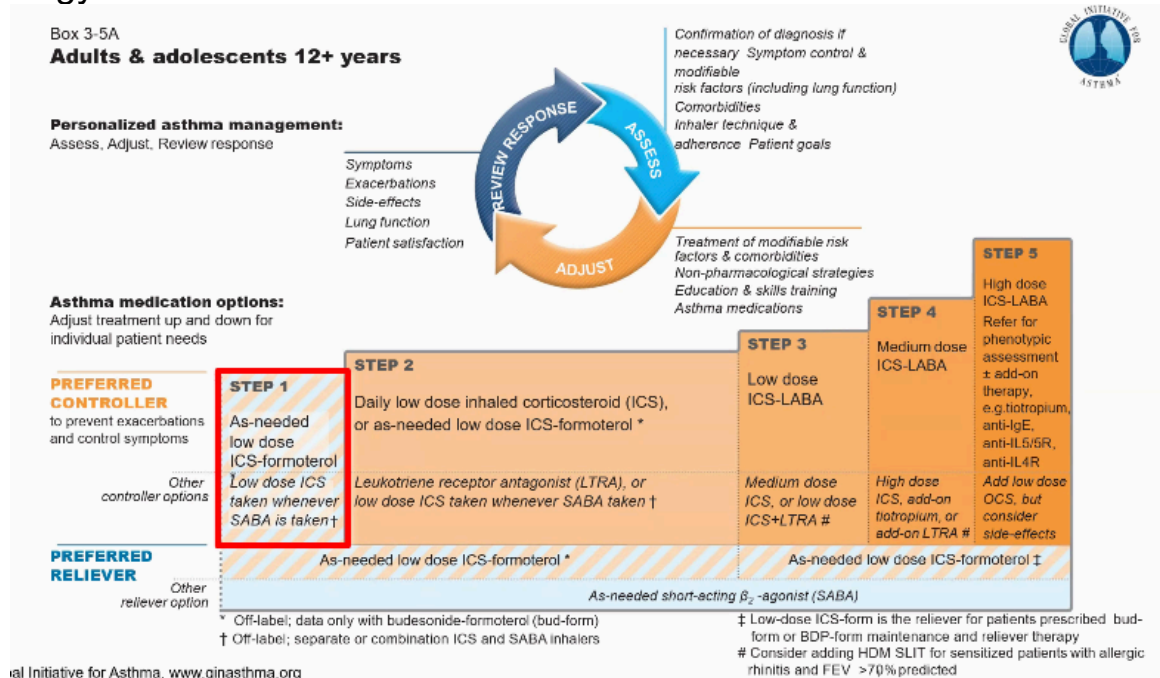 Box 3-5A
Adults & adolescents 12+ years
Personalized asthma management:
Assess, Adjust, Review response
Symptoms
Exacerbations
Side-effects
Lung function
Patient satisfaction
REVIEW RESPONSE
ASSESS
ADJUST
Confirmation of diagnosis if
necessary Symptom control &
modifiable
risk factors (including lung function)
Comorbidities
Inhaler technique &
adherence Patient goals
GLOBAL INITIATIVE FOR
ASTHMA
Treatment of modifiable risk
factors & comorbidities
Non-pharmacological strategies
Education & skills training
Asthma medications
Asthma medication options:
Adjust treatment up and down for
individual patient needs
PREFERRED
CONTROLLER
to prevent exacerbations
and control symptoms
Other
controller options
STEP 1
As-needed
low dose
ICS-formoterol
*
Low dose ICS
taken whenever
SABA is taken †
STEP 2
Daily low dose inhaled corticosteroid (ICS),
or as-needed low dose ICS-formoterol *
Leukotriene receptor antagonist (LTRA), or
low dose ICS taken whenever SABA taken †
STEP 3
Low dose
ICS-LABA
Medium dose
ICS, or low dose
ICS+LTRA #
STEP 4
Medium dose
ICS-LABA
High dose
ICS, add-on
tiotropium, or
add-on LTRA #
STEP 5
High dose
ICS-LABA
Refer for
phenotypic
assessment
± add-on
therapy,
e.g.tiotropium,
anti-IgE,
anti-IL5/5R,
anti-IL4R
Add low dose
OCS, but
consider
side-effects
PREFERRED
RELIEVER
As-needed low dose ICS-formoterol *
As-needed low dose ICS-formoterol ‡
Other
reliever option
As-needed short-acting β₂ -agonist (SABA)
* Off-label; data only with budesonide-formoterol (bud-form)
† Off-label; separate or combination ICS and SABA inhalers
‡ Low-dose ICS-form is the reliever for patients prescribed bud-
form or BDP-form maintenance and reliever therapy
# Consider adding HDM SLIT for sensitized patients with allergic
rhinitis and FEV >70% predicted
al Initiative for Asthma, www.ginasthma.org